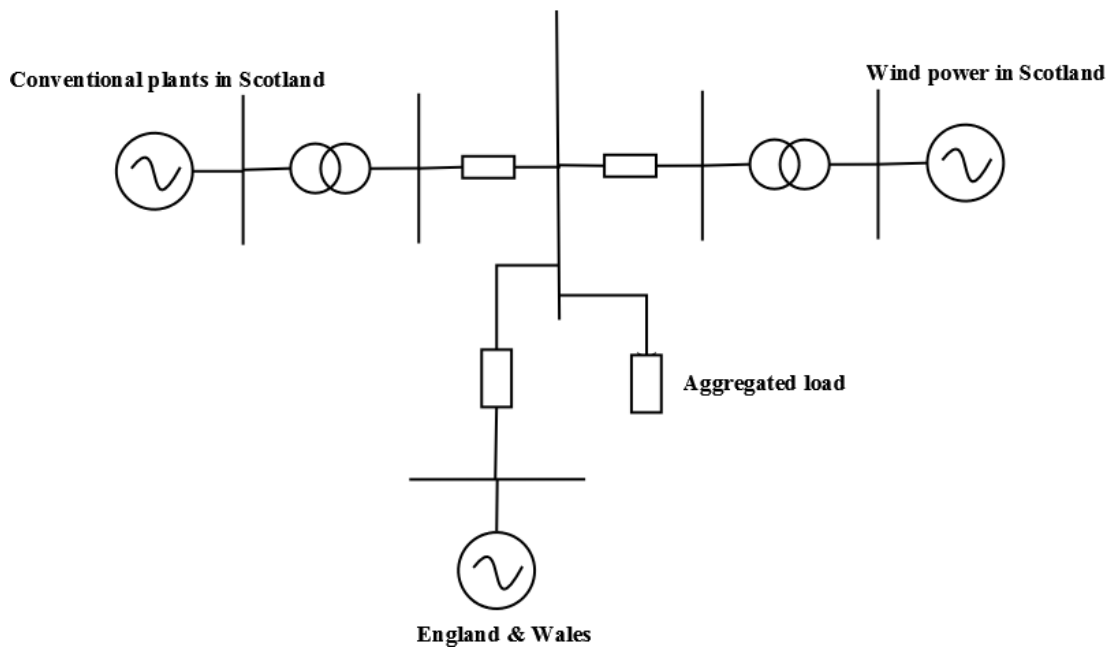 Conventional plants in Scotland
Wind power in Scotland
Aggregated load
England & Wales